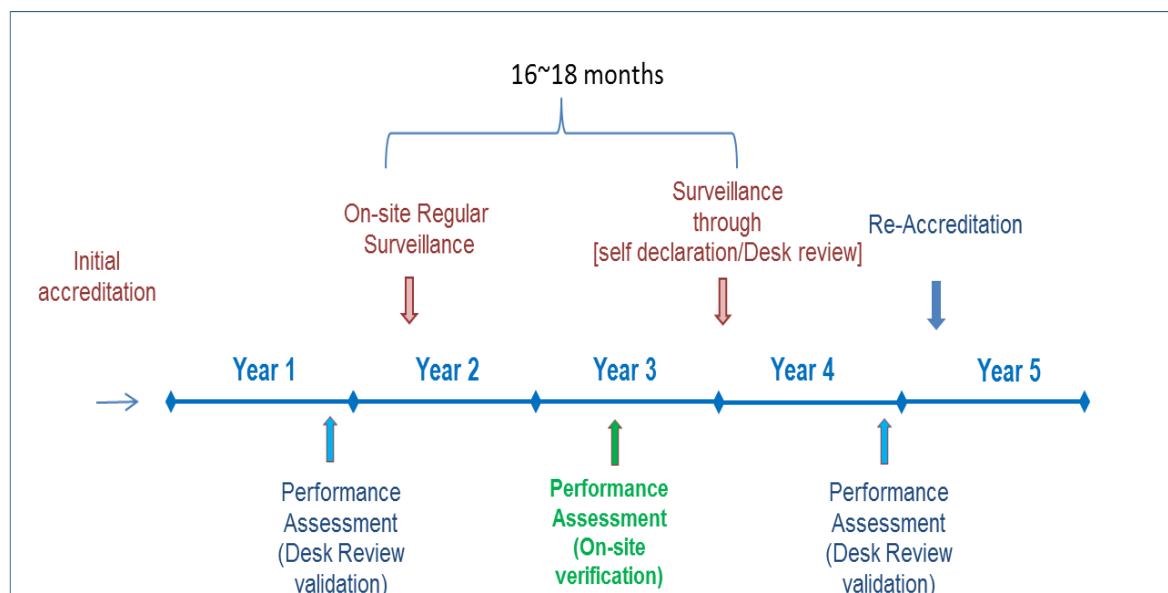 16~18 months
On-site Regular
Surveillance
Surveillance
through
[self declaration/Desk review]
Re-Accreditation
Initial
accreditation
Year 1
Year 2
Year 3
Year 4
Year 5
Performance
Assessment
(Desk Review
validation)
Performance
Assessment
(On-site
verification)
Performance
Assessment
(Desk Review
validation)